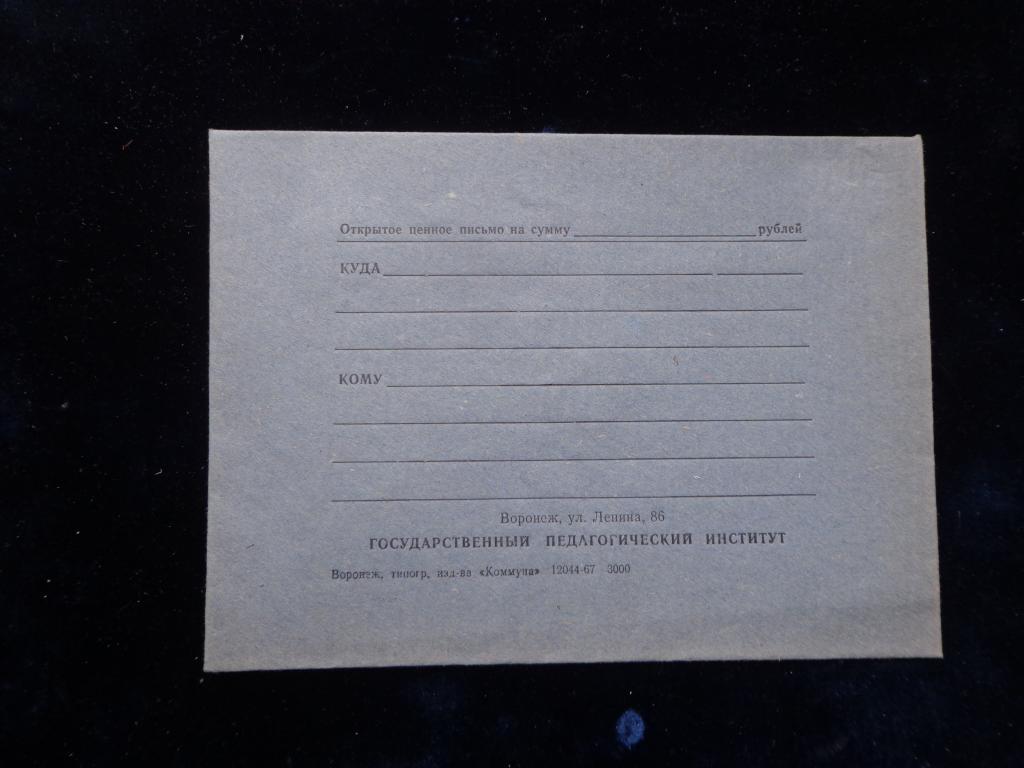 Открытое ценное письмо на сумму рублей
КУДА
КОМУ
Воронеж, ул. Ленина, 86
ГОСУДАРСТВЕННЫЙ ПЕДАГОГИЧЕСКИЙ ИНСТИТУТ
Воронеж, типогр, изд-ва «Коммуна» 12044-67 3000